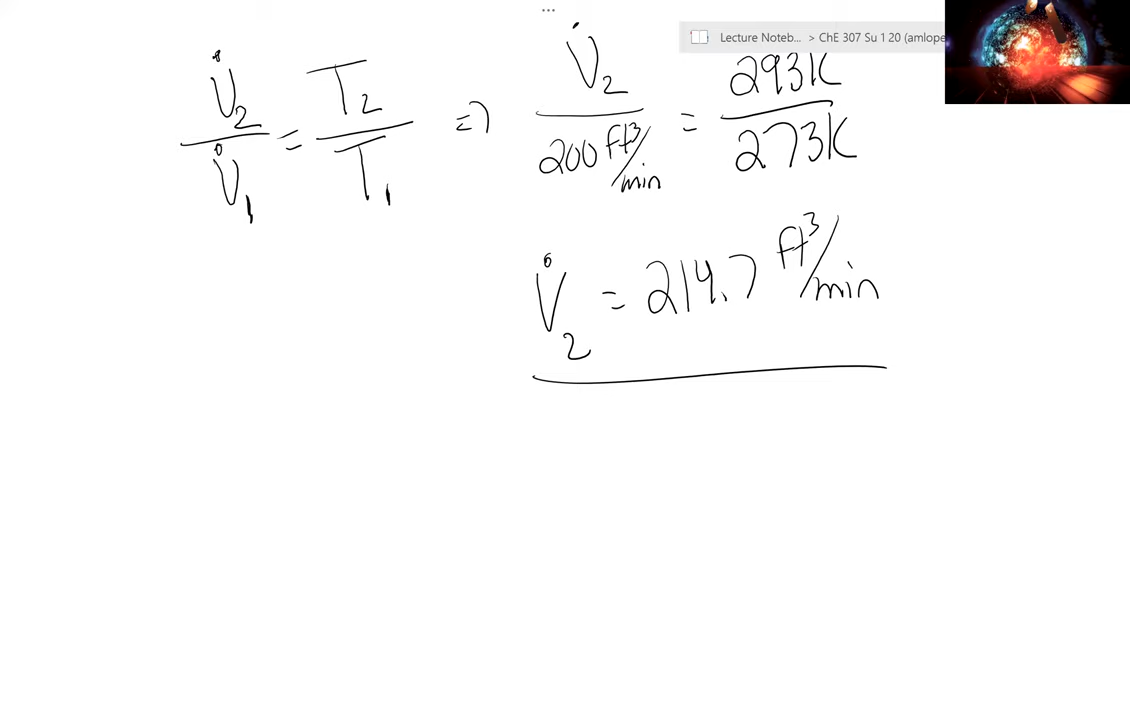 ...
Lecture Noteb... > ChE 307 Su 1 20 (amlope
V̇₂/V̇₁ = T₂/T₁ ⇒ V̇₂/(200 ft³/min) = 293K/273K
V̇₂ = 214.7 ft³/min